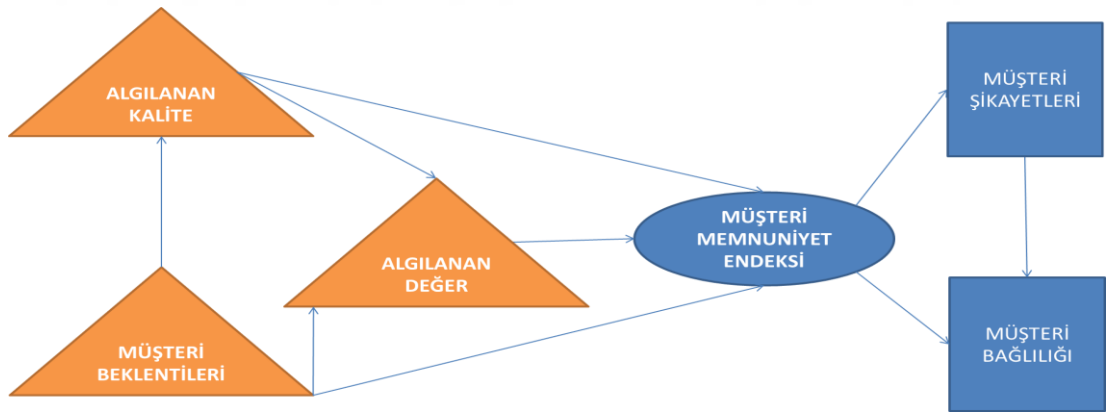 ALGILANAN
KALİTE
MÜŞTERİ
ŞİKAYETLERİ
MÜŞTERİ
MEMNUNİYET
ENDEKSİ
ALGILANAN
DEĞER
MÜŞTERİ
BEKLENTİLERİ
MÜŞTERİ
BAĞLILIĞI